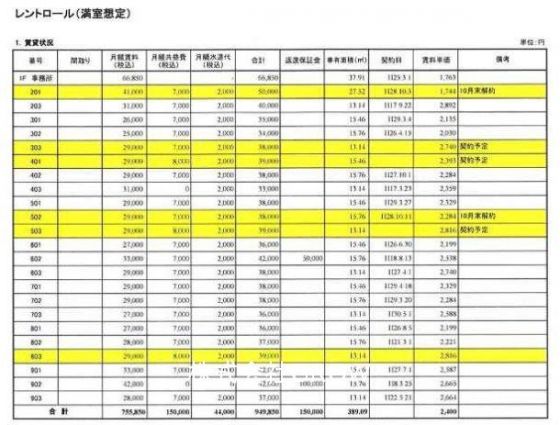 レントロール(満室想定)
1. 賃貸状況 単位:円
番号 間取り 月額賃料(税込) 月額共益費(税込) 月額水道代(税込) 合計 返還保証金 専有面積(㎡) 契約日 賃料単価 備考
1F 事務所 66,850 - 66,850 37.91 H25.3.1 1,763
201 41,000 7,000 2,000 50,000 27.52 H28.10.3 1,744 10月末解約
203 31,000 7,000 2,000 40,000 13.14 H17.9.22 2,892
301 26,000 7,000 2,000 35,000 15.46 H29.3.4 2,135
302 25,000 7,000 2,000 34,000 15.76 H26.4.15 2,030
303 29,000 7,000 2,000 38,000 13.14 2,740 契約予定
401 29,000 8,000 2,000 39,000 15.46 2,393 契約予定
402 29,000 7,000 2,000 38,000 15.76 H27.10.1 2,284
403 31,000 0 2,000 33,000 13.14 H17.3.23 2,359
501 29,000 7,000 2,000 38,000 15.46 H29.3.27 2,329
502 29,000 7,000 2,000 38,000 15.76 H28.10.11 2,284 10月末解約
503 29,000 8,000 2,000 39,000 13.14 2,816 契約予定
601 27,000 7,000 2,000 36,000 15.46 H26.6.30 2,199
602 33,000 7,000 2,000 42,000 50,000 15.76 H18.8.13 2,538
603 29,000 7,000 2,000 38,000 13.14 H27.4.1 2,740
701 29,000 7,000 2,000 38,000 15.76 H29.4.18 2,329
702 29,000 7,000 2,000 38,000 15.76 H29.3.20 2,284
703 27,000 7,000 2,000 36,000 13.14 H30.5.1 2,588
801 27,000 7,000 2,000 36,000 15.46 H26.8.5 2,199
802 28,000 7,000 2,000 37,000 15.76 H21.3.1 2,221
803 29,000 8,000 2,000 39,000 13.14 2,816
901 33,000 7,000 15.46 H27.7.1 2,587
902 42,000 0 42,000 100,000 15.76 H8.3.25 2,665
903 28,000 7,000 2,000 37,000 13.14 H22.5.21 2,664
合 計 755,850 150,000 44,000 949,850 150,000 389.09 2,400